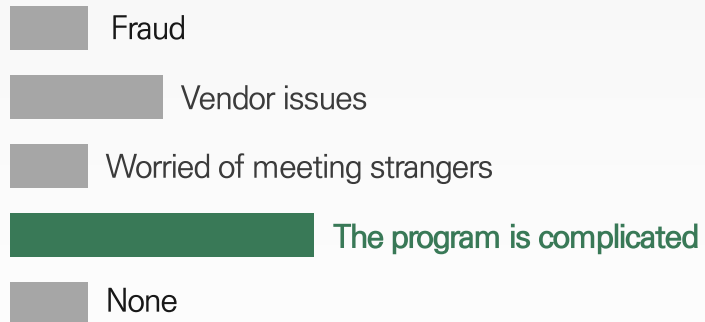 Fraud
Vendor issues
Worried of meeting strangers
The program is complicated
None